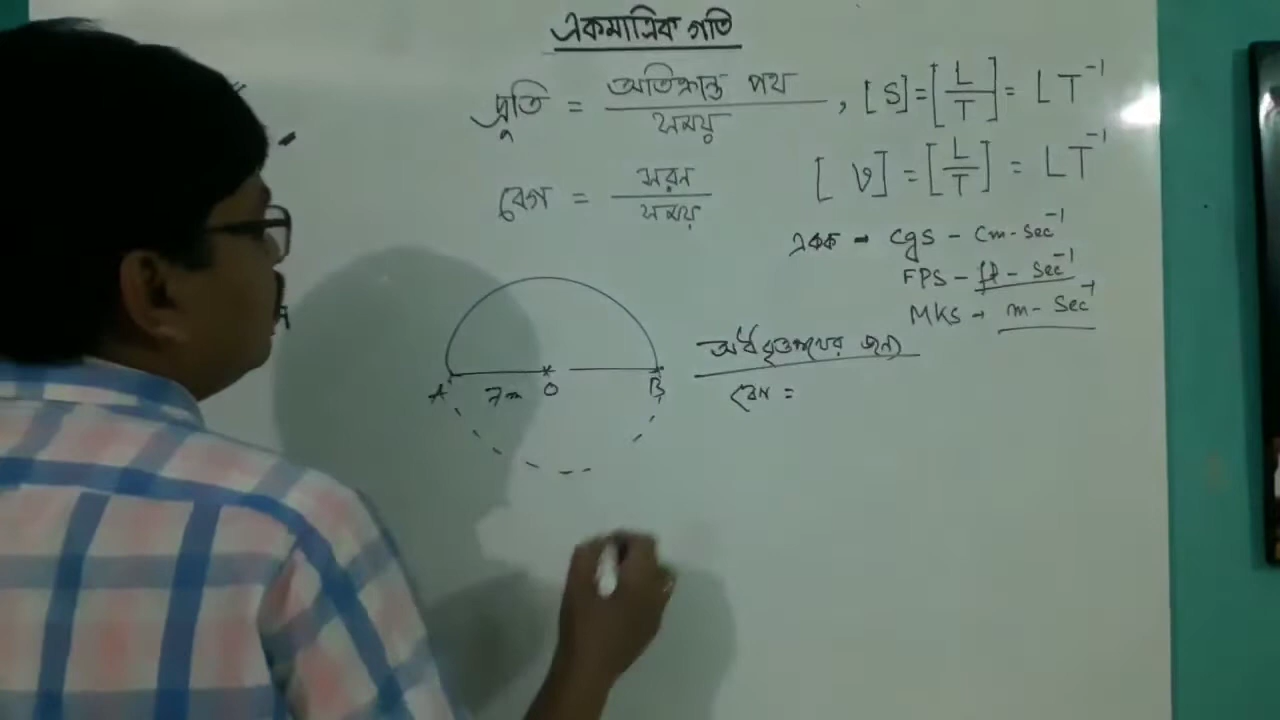 একমাত্রিক গতি
দ্রুতি = অতিক্রান্ত পথ / সময়, [S] = [L/T] = LT⁻¹
বেগ = সরন / সময় [v] = [L/T] = LT⁻¹
একক - cgs - cm-sec⁻¹
FPS - ft - sec⁻¹
MKS → m - sec⁻¹
অর্ধবৃত্তপথের জন্য
বেগ =
A 7m O B